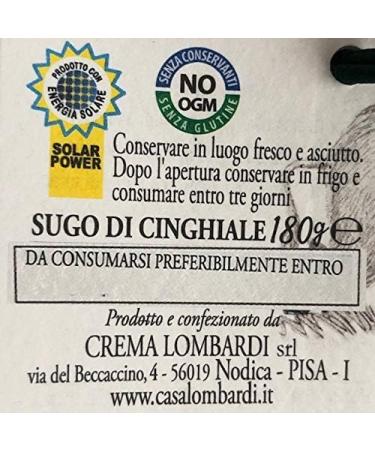 PRODOTTO CON
ENERGIA SOLARE
SOLAR
POWER
SENZA CONSERVANTI
NO
OGM
SENZA GLUTINE
Conservare in luogo fresco e asciutto.
Dopo l'apertura conservare in frigo e
consumare entro tre giorni
SUGO DI CINGHIALE 180g ℮
DA CONSUMARSI PREFERIBILMENTE ENTRO
Prodotto e confezionato da
CREMA LOMBARDI srl
via del Beccaccino, 4 - 56019 Nodica - PISA - I
www.casalombardi.it